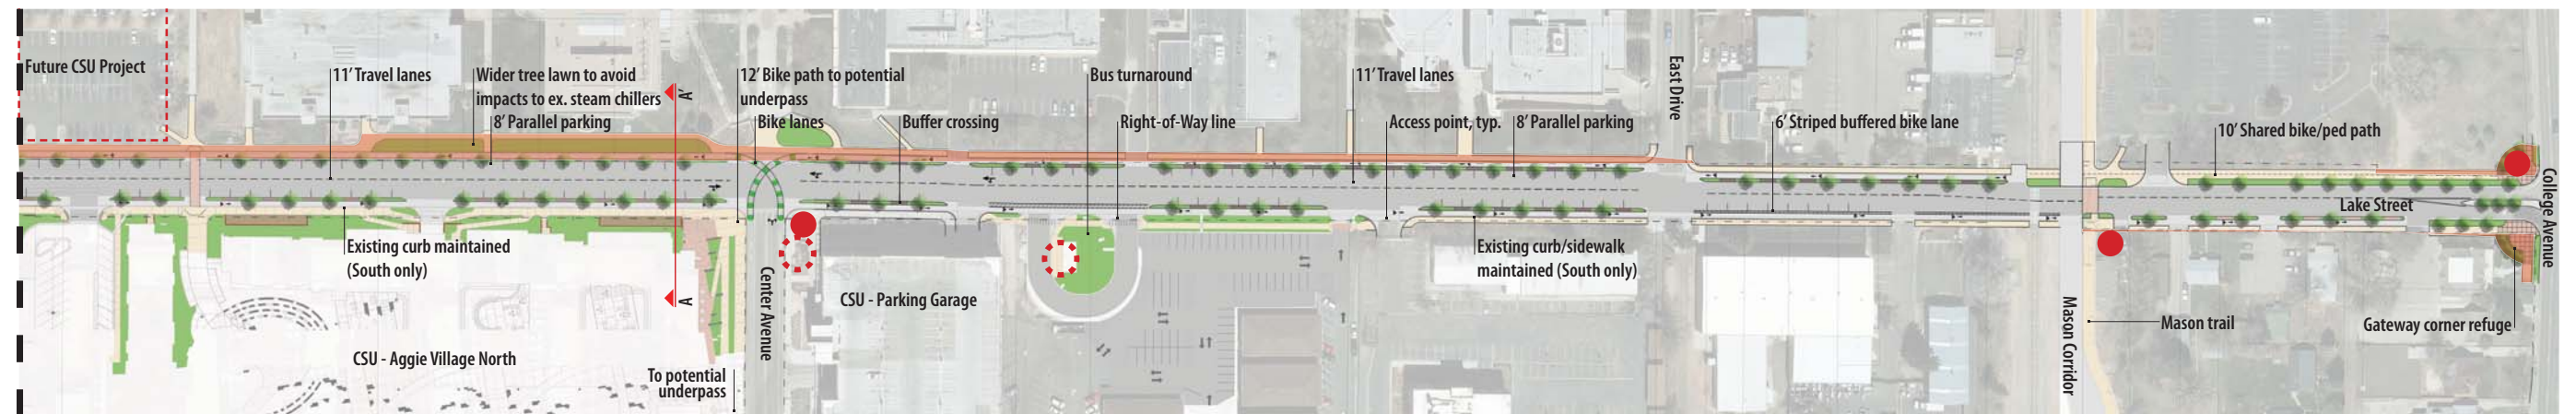 Future CSU Project
11' Travel lanes
Wider tree lawn to avoid
impacts to ex. steam chillers
8' Parallel parking
A'
12' Bike path to potential
underpass
Bike lanes
Buffer crossing
Bus turnaround
Right-of-Way line
11' Travel lanes
Access point, typ.
8' Parallel parking
East Drive
6' Striped buffered bike lane
10' Shared bike/ped path
College Avenue
Lake Street
Existing curb maintained
(South only)
A
Center Avenue
CSU - Parking Garage
Existing curb/sidewalk
maintained (South only)
Mason Corridor
Mason trail
Gateway corner refuge
CSU - Aggie Village North
To potential
underpass